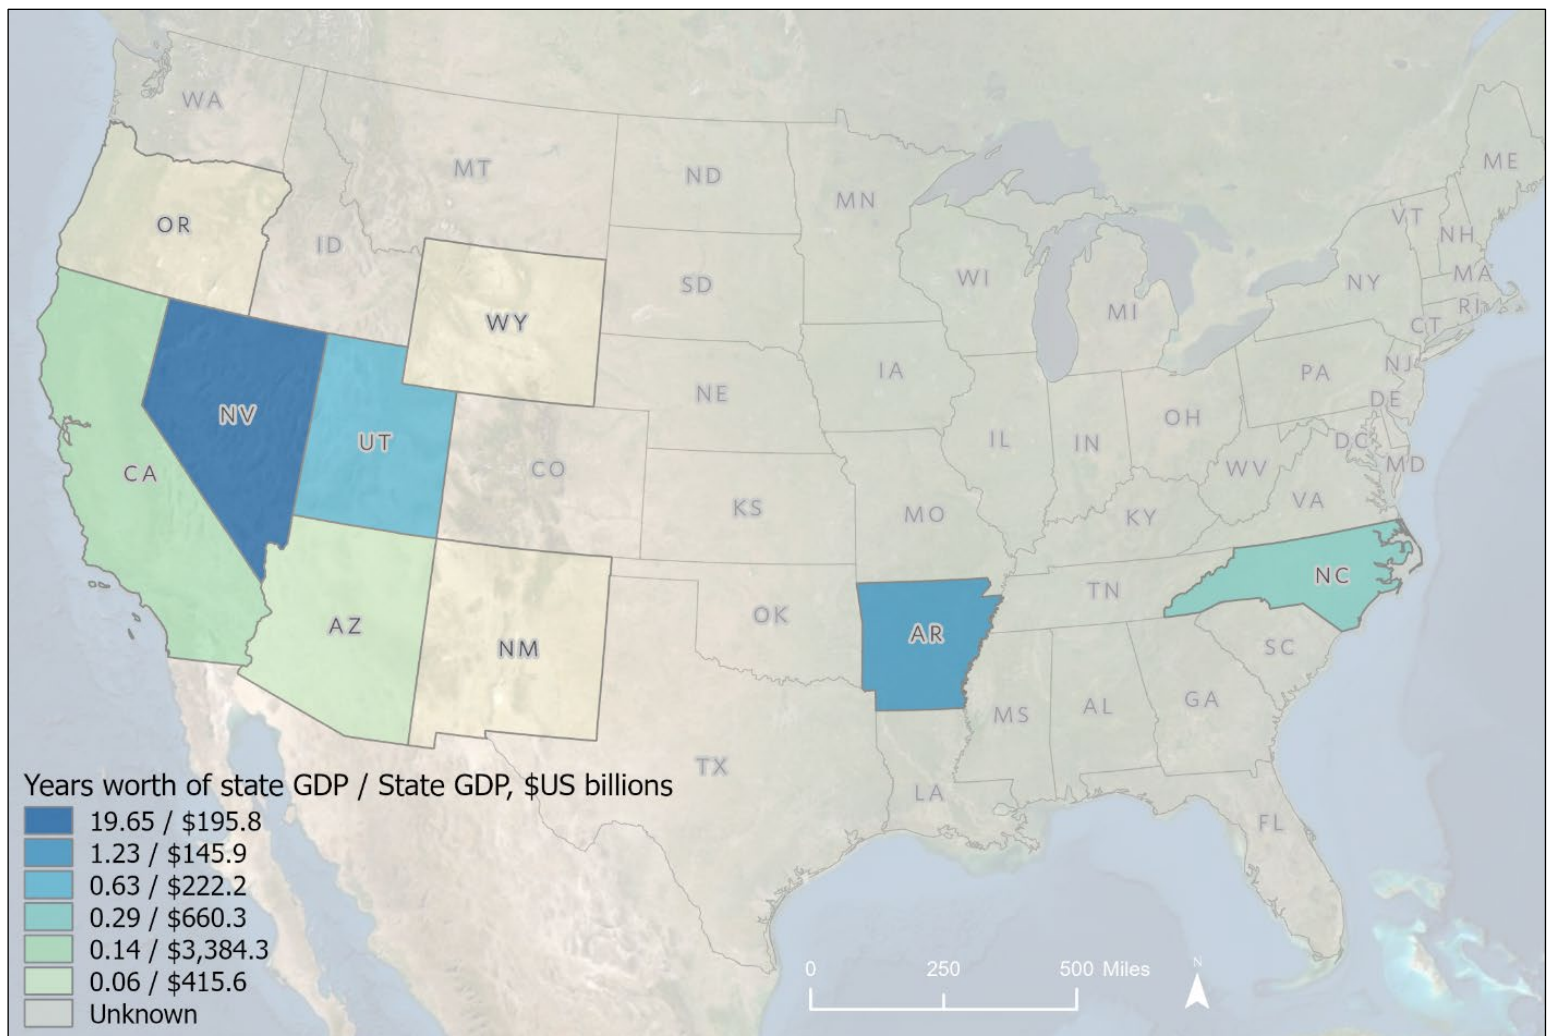 WA
MT
ND
MN
ME
VT
NH
OR
ID
SD
WI
MI
NY
MA
RI
CT
WY
NE
IA
PA
NJ
DE
NV
UT
CO
IL
IN
OH
WV
DC
MD
CA
KS
MO
KY
VA
AZ
NM
OK
AR
TN
NC
SC
TX
MS
AL
GA
LA
FL
Years worth of state GDP / State GDP, $US billions
19.65 / $195.8
1.23 / $145.9
0.63 / $222.2
0.29 / $660.3
0.14 / $3,384.3
0.06 / $415.6
Unknown
0 250 500 Miles
N